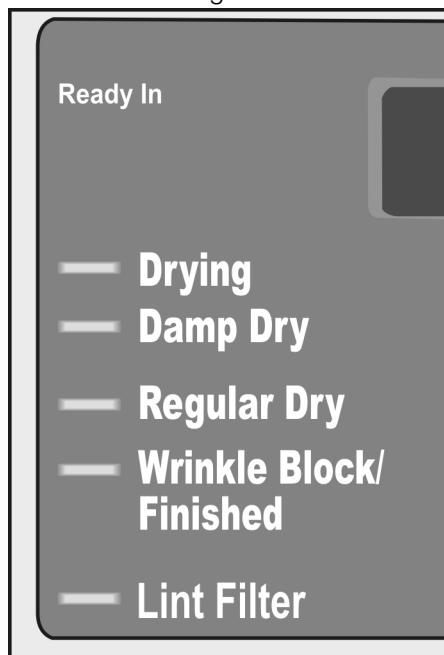 Ready In
Drying
Damp Dry
Regular Dry
Wrinkle Block/
Finished
Lint Filter